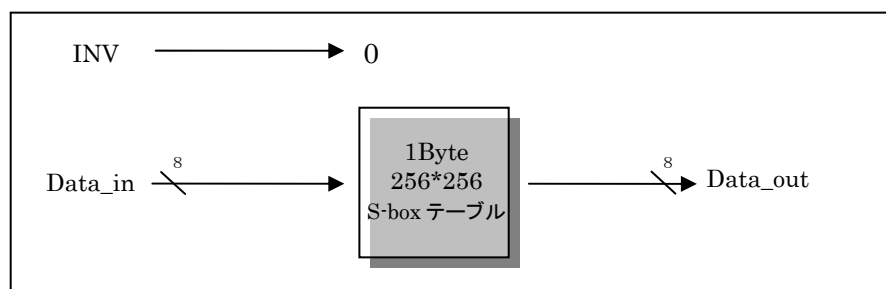 INV 0
8 8
1Byte
Data_in 256*256 Data_out
S-box テーブル